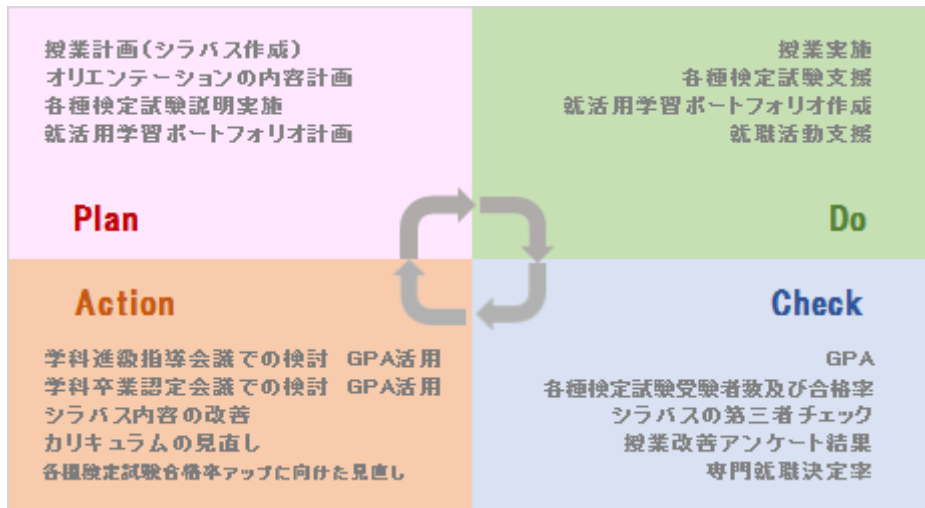 授業計画(シラバス作成)
オリエンテーションの内容計画
各種検定試験説明実施
就活用学習ポートフォリオ計画
Plan
授業実施
各種検定試験支援
就活用学習ポートフォリオ作成
就職活動支援
Do
Action
学科進級指導会議での検討 GPA活用
学科卒業認定会議での検討 GPA活用
シラバス内容の改善
カリキュラムの見直し
各種検定試験合格率アップに向けた見直し
Check
GPA
各種検定試験受験者数及び合格率
シラバスの第三者チェック
授業改善アンケート結果
専門就職決定率